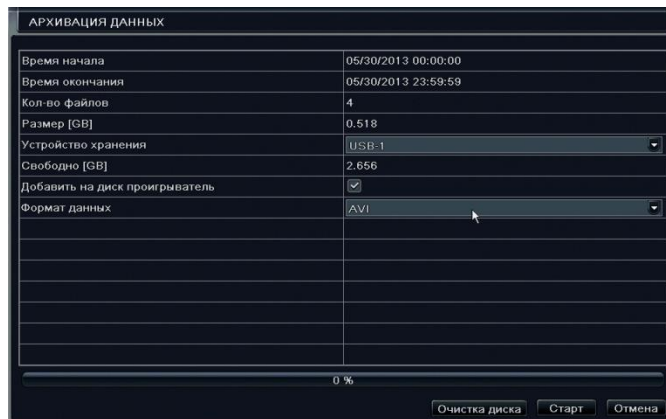 АРХИВАЦИЯ ДАННЫХ
Время начала 05/30/2013 00:00:00
Время окончания 05/30/2013 23:59:59
Кол-во файлов 4
Размер [GB] 0.518
Устройство хранения USB-1
Свободно [GB] 2.656
Добавить на диск проигрыватель
Формат данных AVI
0 %
Очистка диска Старт Отмена